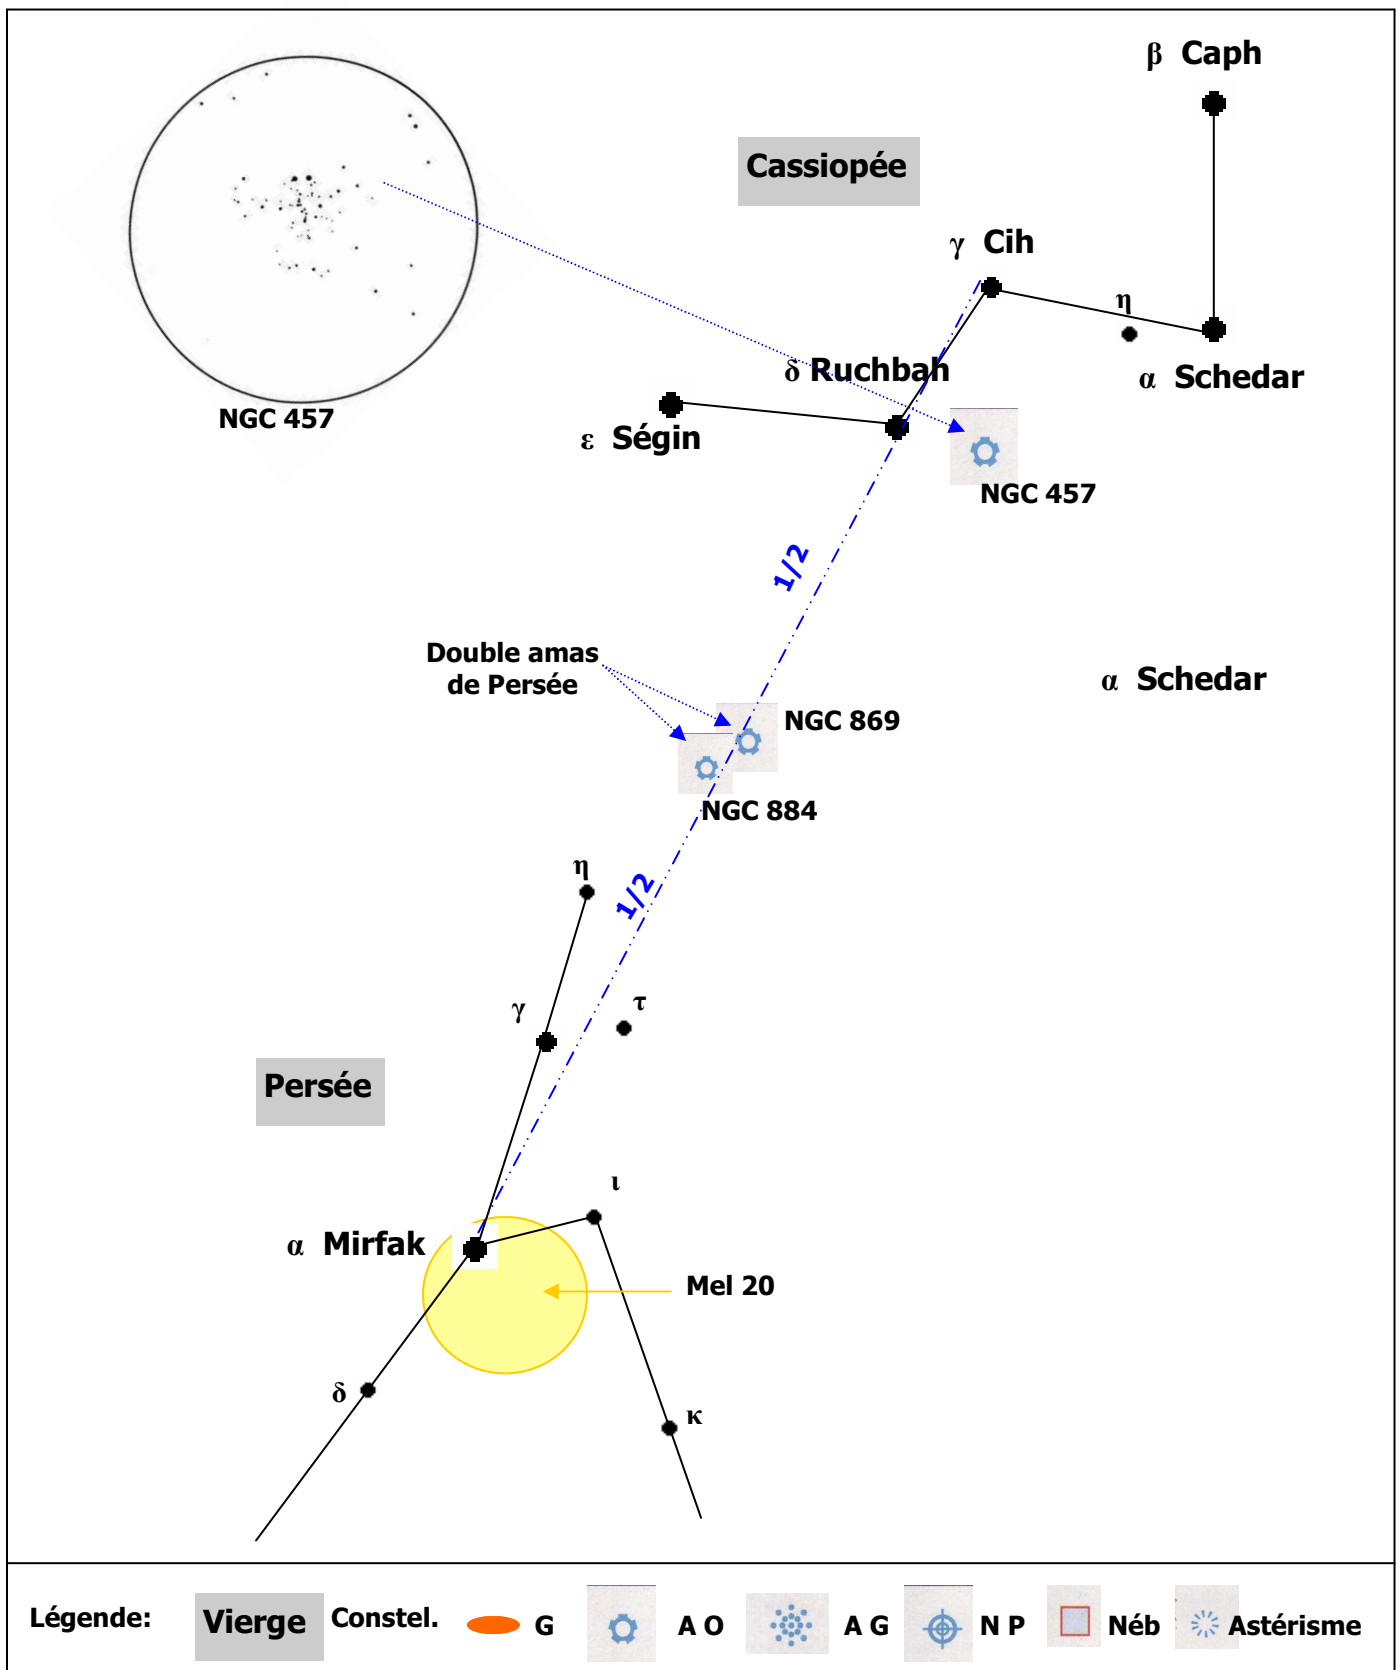 β Caph
Cassiopée
γ Cih
η
δ Ruchbah
α Schedar
NGC 457
ε Ségin
NGC 457
1/2
Double amas
de Persée
α Schedar
NGC 869
NGC 884
η
1/2
γ
τ
Persée
ι
α Mirfak
Mel 20
δ
κ
Légende: Vierge Constel. G A O A G N P Néb Astérisme